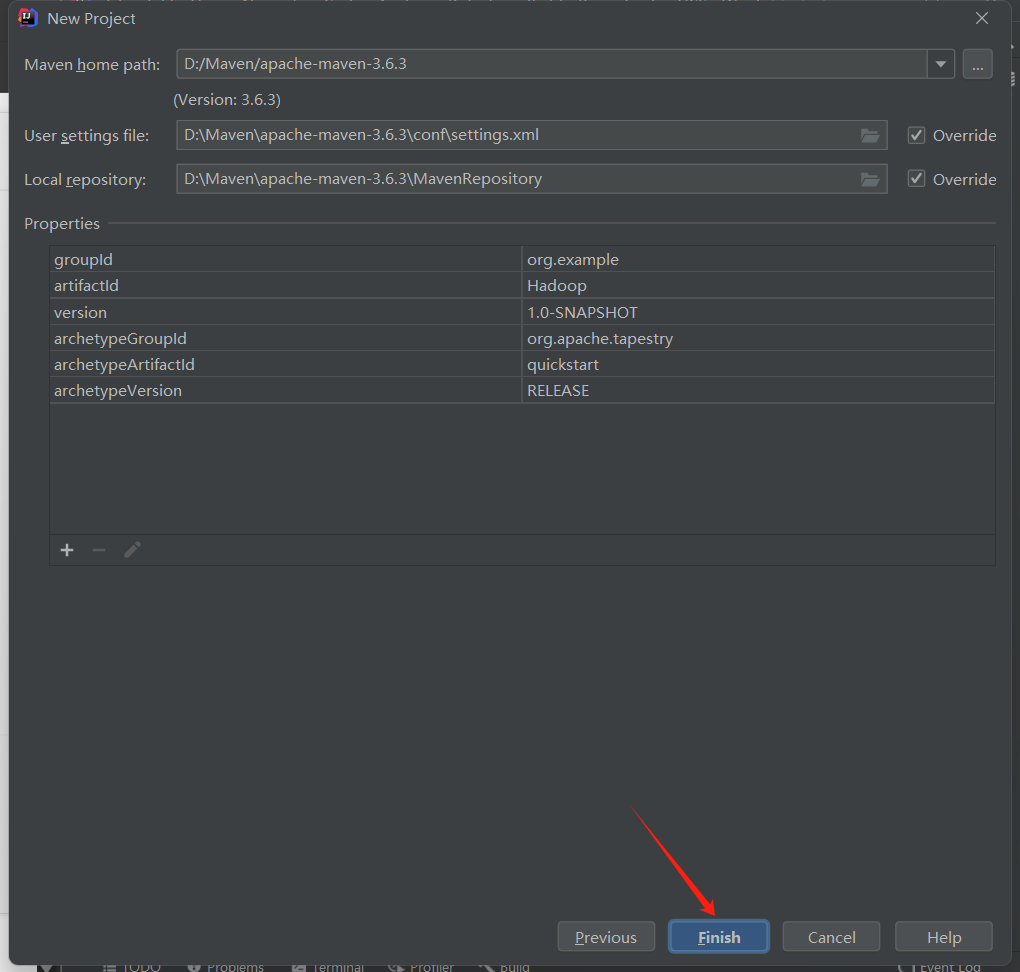 New Project
Maven home path: D:/Maven/apache-maven-3.6.3 ...
(Version: 3.6.3)
User settings file: D:\Maven\apache-maven-3.6.3\conf\settings.xml Override
Local repository: D:\Maven\apache-maven-3.6.3\MavenRepository Override
Properties
groupId org.example
artifactId Hadoop
version 1.0-SNAPSHOT
archetypeGroupId org.apache.tapestry
archetypeArtifactId quickstart
archetypeVersion RELEASE
Previous Finish Cancel Help
TODO Problems Terminal Profiler Build Event Log